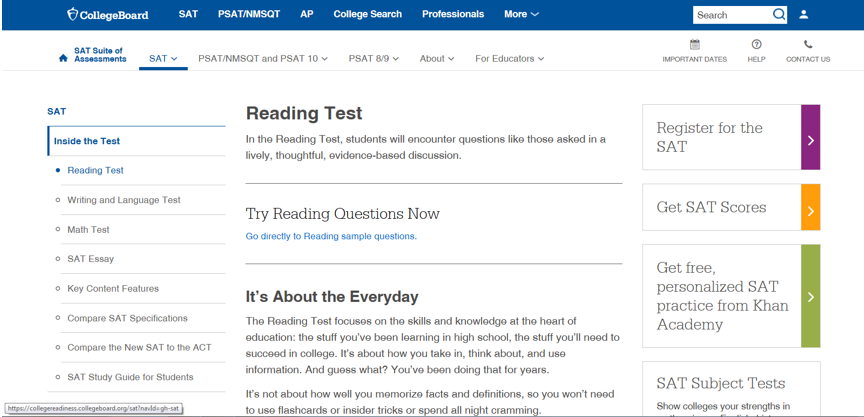 CollegeBoard SAT PSAT/NMSQT AP College Search Professionals More Search
SAT Suite of
Assessments
SAT PSAT/NMSQT and PSAT 10 PSAT 8/9 About For Educators
IMPORTANT DATES HELP CONTACT US
SAT
Inside the Test
Reading Test
Writing and Language Test
Math Test
SAT Essay
Key Content Features
Compare SAT Specifications
Compare the New SAT to the ACT
SAT Study Guide for Students
Reading Test
In the Reading Test, students will encounter questions like those asked in a
lively, thoughtful, evidence-based discussion.
Try Reading Questions Now
Go directly to Reading sample questions.
It's About the Everyday
The Reading Test focuses on the skills and knowledge at the heart of
education: the stuff you've been learning in high school, the stuff you'll need to
succeed in college. It's about how you take in, think about, and use
information. And guess what? You've been doing that for years.
It's not about how well you memorize facts and definitions, so you won't need
to use flashcards or insider tricks or spend all night cramming.
Register for the
SAT
Get SAT Scores
Get free,
personalized SAT
practice from Khan
Academy
SAT Subject Tests
Show colleges your strengths in
https://collegereadiness.collegeboard.org/sat?navId=gh-sat